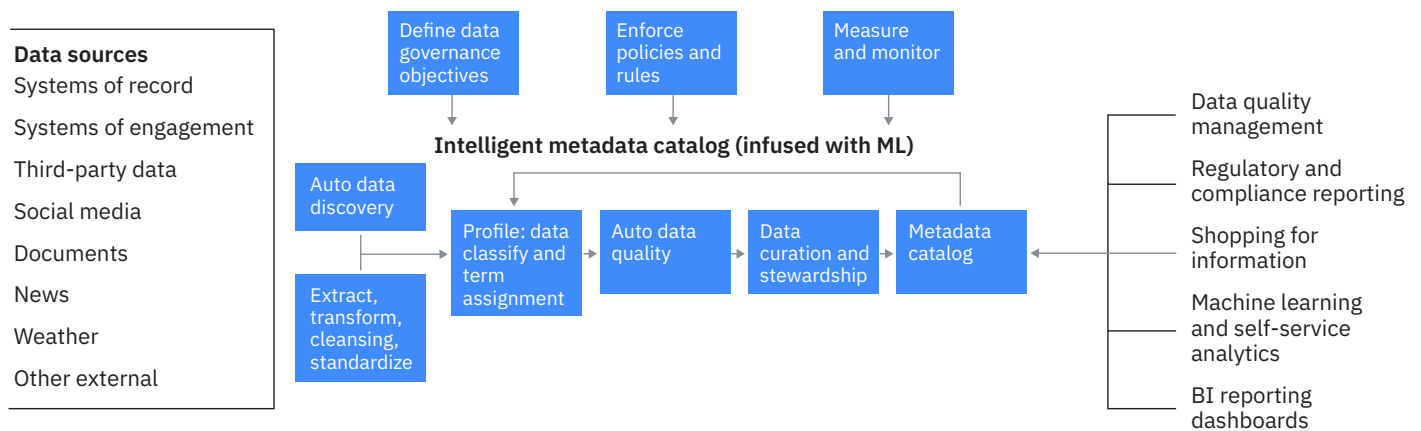 Data sources
Systems of record
Systems of engagement
Third-party data
Social media
Documents
News
Weather
Other external
Define data
governance
objectives
Enforce
policies and
rules
Measure
and monitor
Intelligent metadata catalog (infused with ML)
Auto data
discovery
Extract,
transform,
cleansing,
standardize
Profile: data
classify and
term
assignment
Auto data
quality
Data
curation and
stewardship
Metadata
catalog
Data quality
management
Regulatory and
compliance reporting
Shopping for
information
Machine learning
and self-service
analytics
BI reporting
dashboards